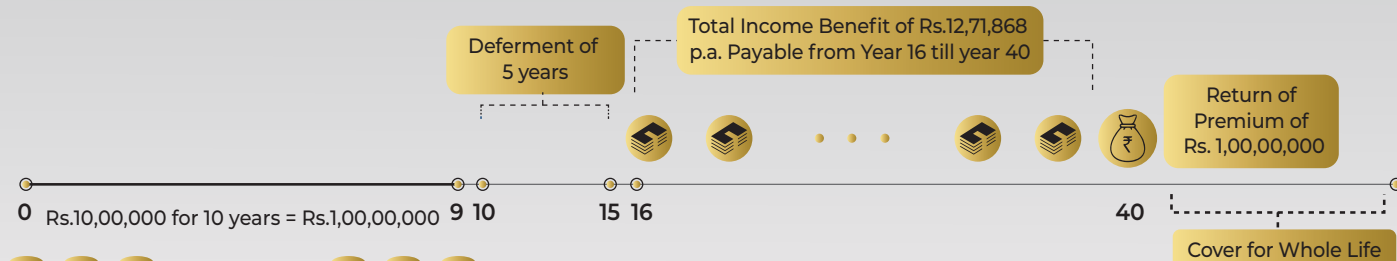 Total Income Benefit of Rs.12,71,868
p.a. Payable from Year 16 till year 40
Deferment of
5 years
Return of
Premium of
Rs. 1,00,00,000
₹
0 Rs.10,00,000 for 10 years = Rs.1,00,00,000 9 10 15 16 40
Cover for Whole Life